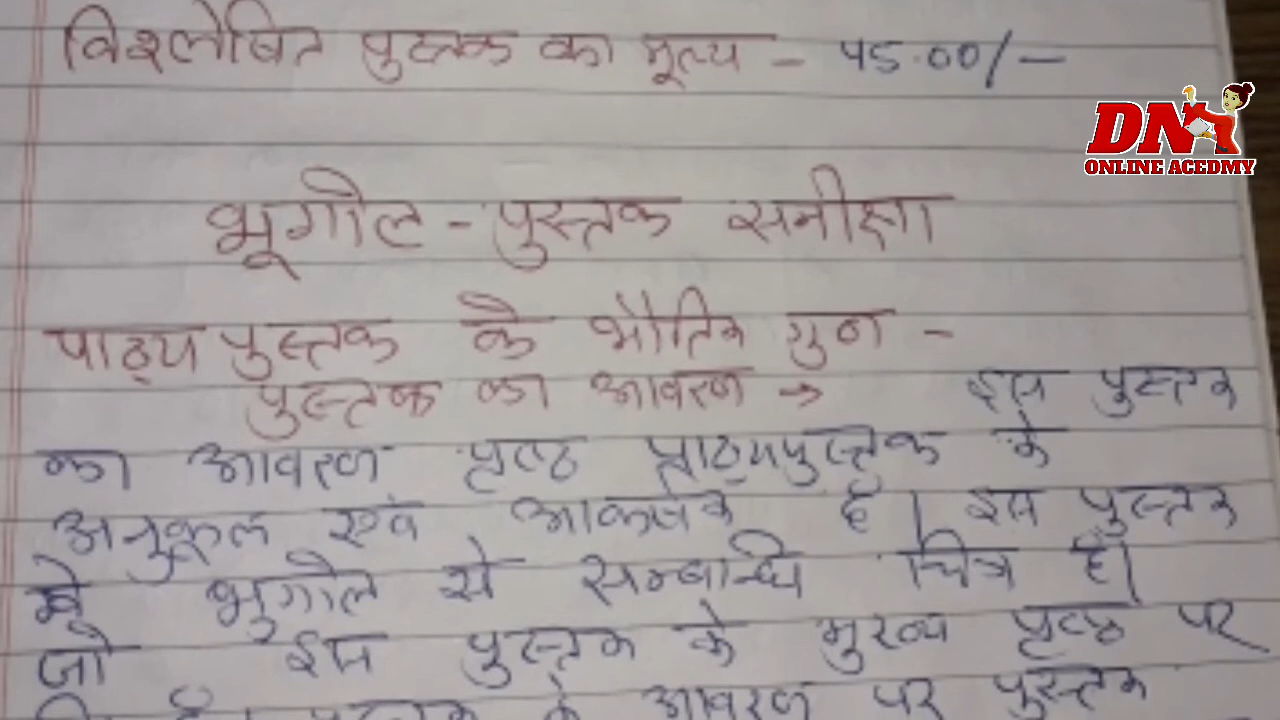 विश्लेषित पुस्तक का मूल्य - 45.00/-
DN
ONLINE ACEDMY
भूगोल - पुस्तक समीक्षा
पाठ्य पुस्तक के भौतिक गुण -
पुस्तक का आवरण → इस पुस्तक
का आवरण पृष्ठ पाठ्यपुस्तक के
अनुकूल एवं आकर्षक है। इस पुस्तक
मे भुगोल से सम्बान्धि चित्र है।
जो इस पुस्तक के मुख्य पृष्ठ पर
पुस्तक के आवरण पर पुस्तक